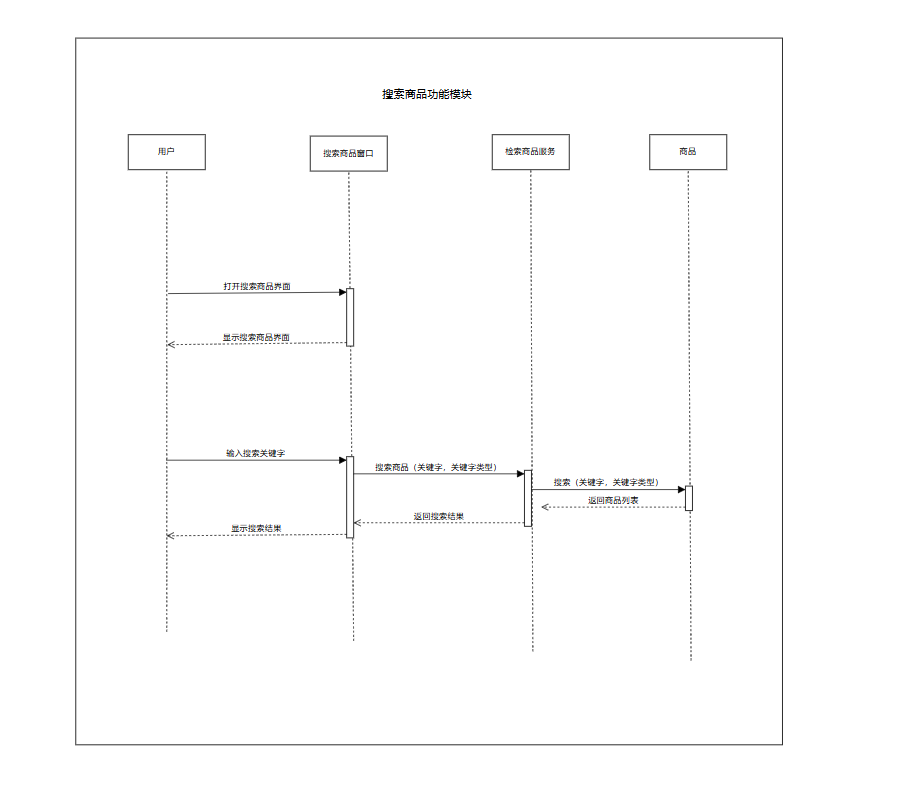 搜索商品功能模块
用户
搜索商品窗口
检索商品服务
商品
打开搜索商品界面
显示搜索商品界面
输入搜索关键字
搜索商品（关键字，关键字类型）
搜索（关键字，关键字类型）
返回商品列表
返回搜索结果
显示搜索结果